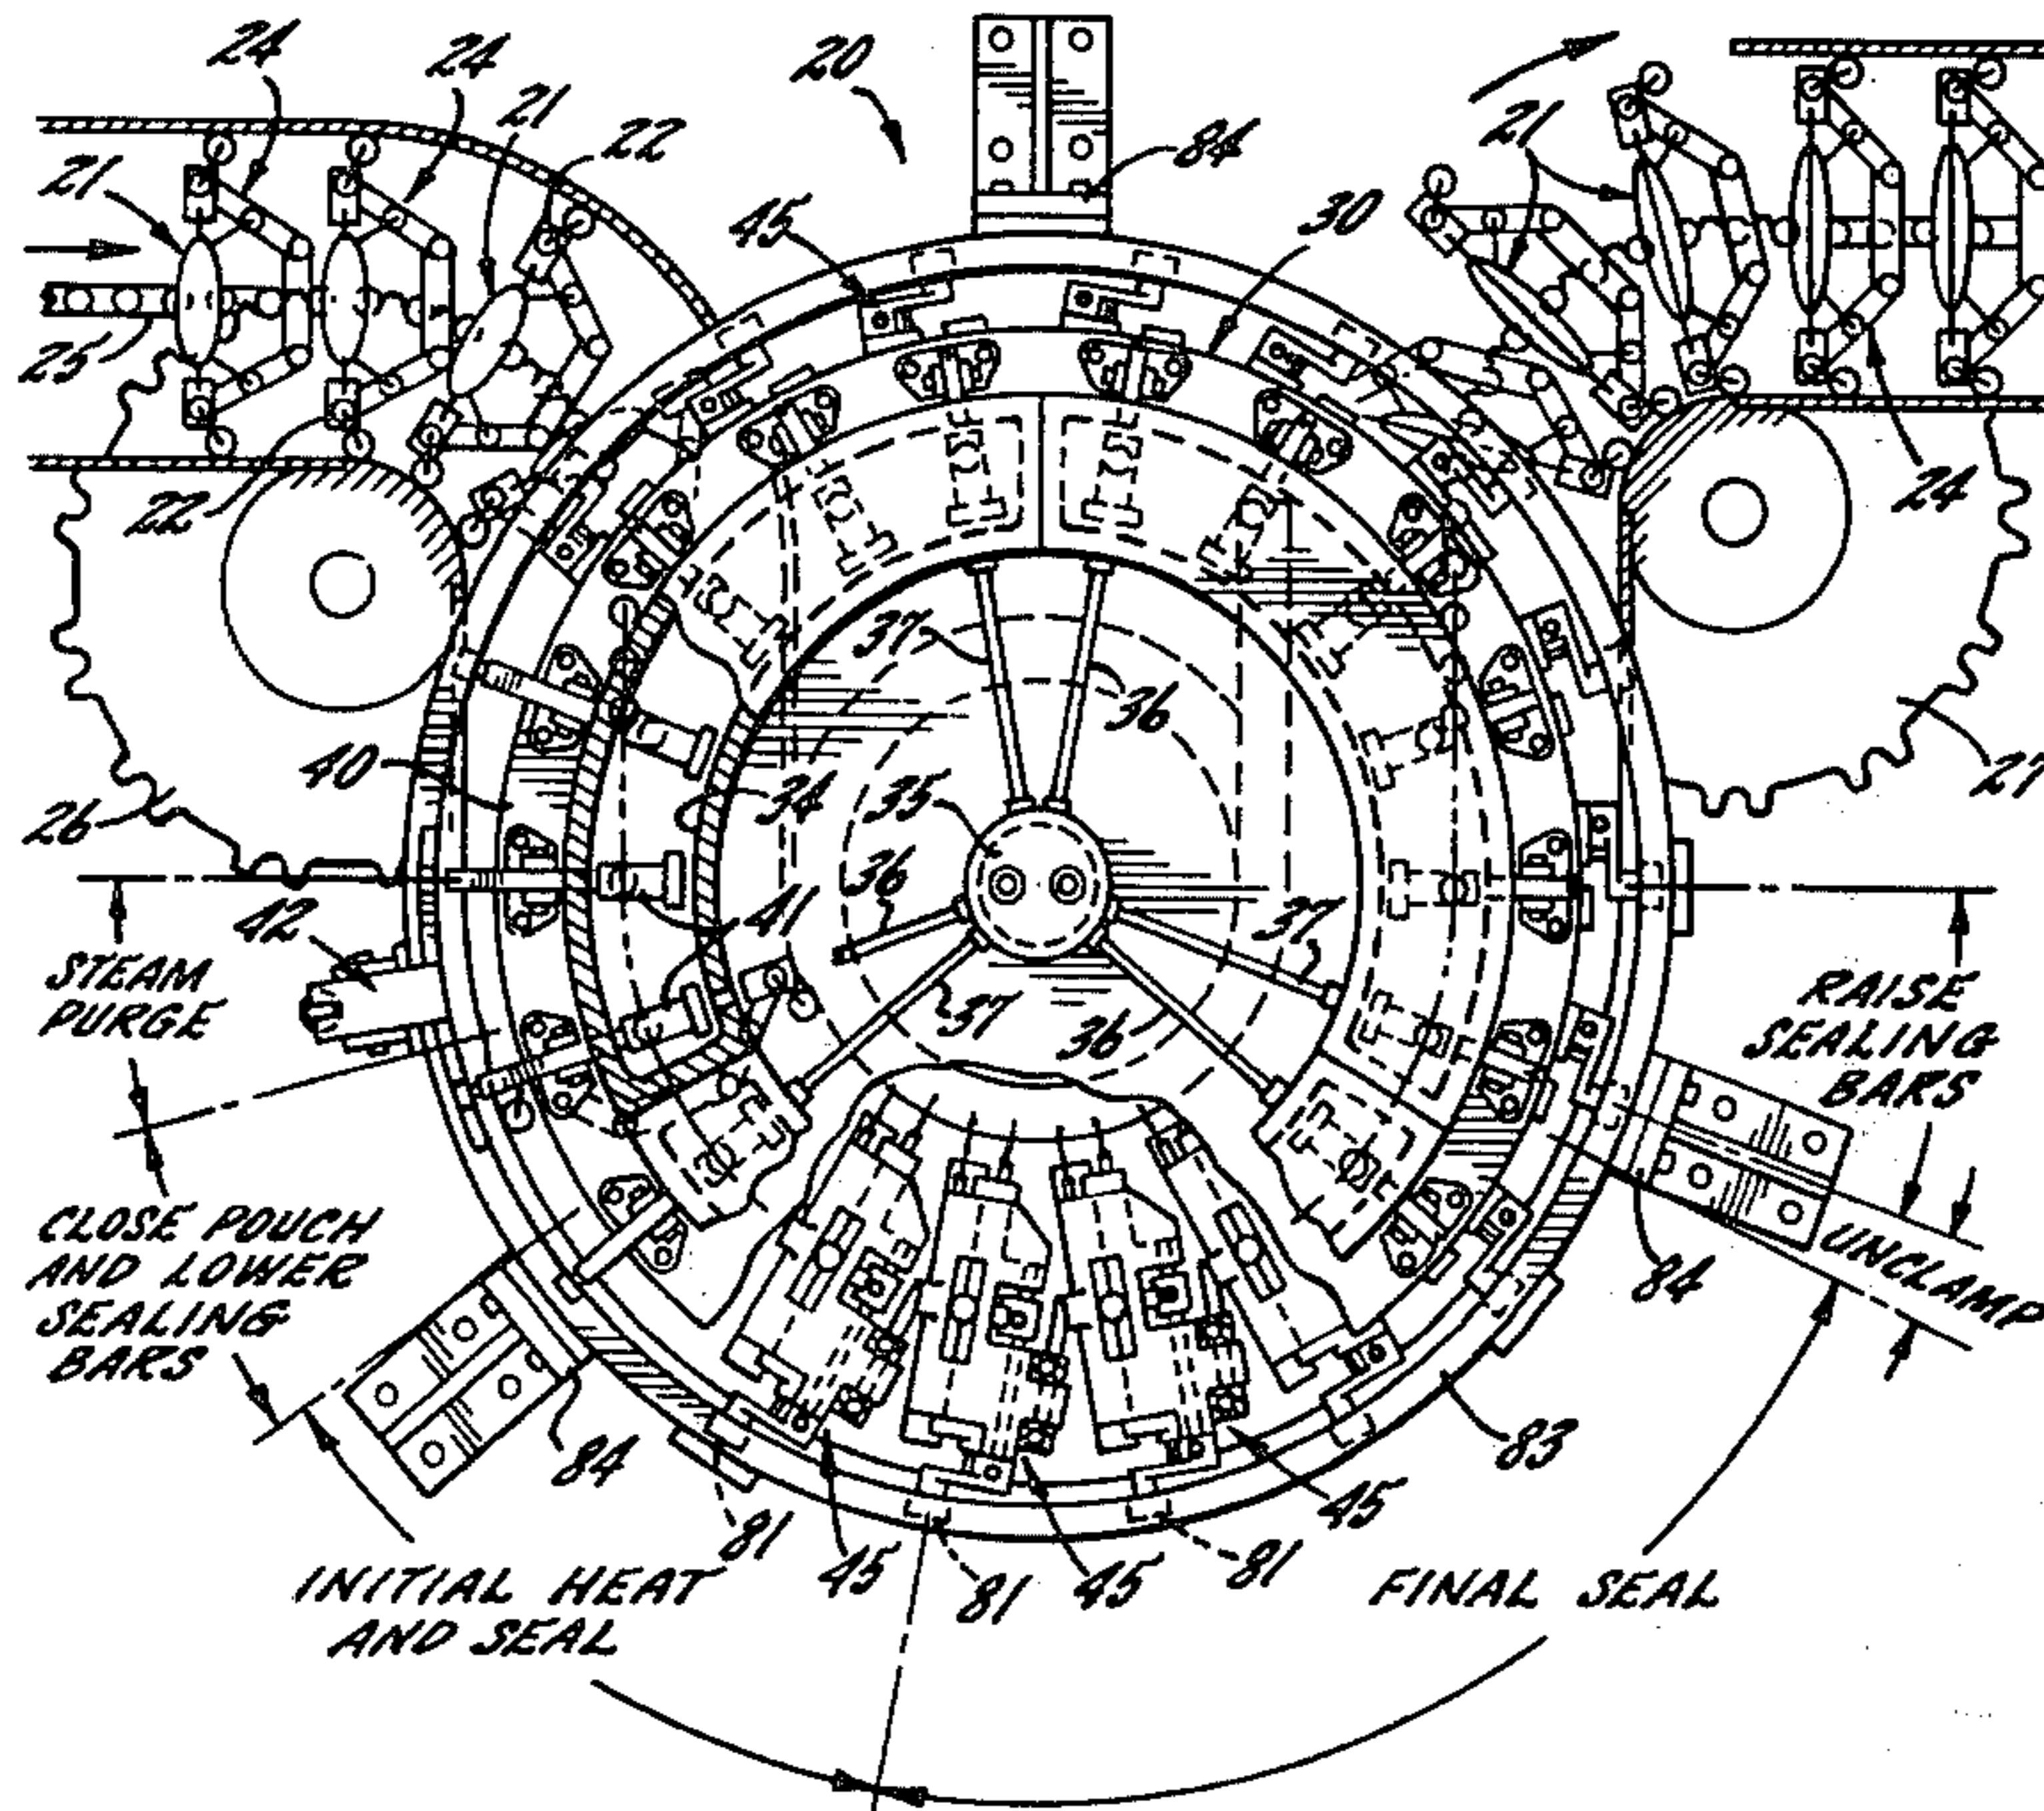 24
24
20
21
22
84
21
21
45
30
25
22
24
37
36
40
34
35
26
27
36
42
41
37
STEAM
PURGE
RAISE
SEALING
BARS
37
36
CLOSE POUCH
AND LOWER
SEALING
BARS
UNCLAMP
84
83
84
45
81
45
81
45
81
INITIAL HEAT
AND SEAL
FINAL SEAL